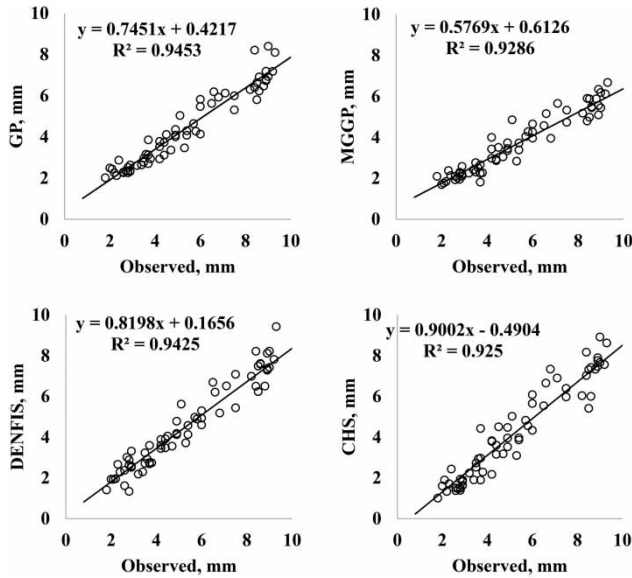 y = 0.7451x + 0.4217
R² = 0.9453
10
8
6
4
2
0
GP, mm
0 2 4 6 8 10
Observed, mm
y = 0.5769x + 0.6126
R² = 0.9286
10
8
6
4
2
0
MGGP, mm
0 2 4 6 8 10
Observed, mm
y = 0.8198x + 0.1656
R² = 0.9425
10
8
6
4
2
0
DENFIS, mm
0 2 4 6 8 10
Observed, mm
y = 0.9002x - 0.4904
R² = 0.925
10
8
6
4
2
0
CHS, mm
0 2 4 6 8 10
Observed, mm